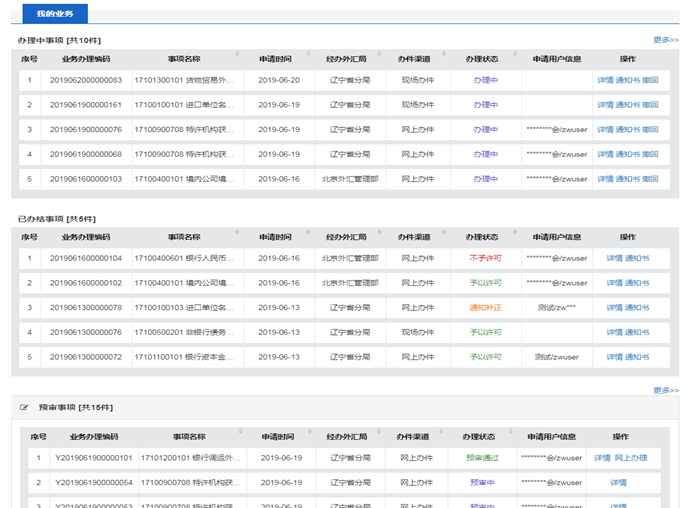 我的业务
办理中事项 [共10件] 更多>>
序号 业务办理编码 事项名称 申请时间 经办外汇局 办件渠道 办理状态 申请用户信息 操作
1 2019062000000083 17101300101 货物贸易外... 2019-06-20 辽宁省分局 现场办件 办理中 详情 通知书 撤回
2 2019061900000161 17100100101 进口单位名... 2019-06-19 辽宁省分局 现场办件 办理中 详情 通知书 撤回
3 2019061900000076 17100900708 特许机构获... 2019-06-19 辽宁省分局 网上办件 办理中 ********会/zwuser 详情 通知书 撤回
4 2019061900000068 17100900708 特许机构获... 2019-06-19 辽宁省分局 网上办件 办理中 ********会/zwuser 详情 通知书 撤回
5 2019061600000103 17100400101 境内公司境... 2019-06-16 北京外汇管理部 网上办件 办理中 ********会/zwuser 详情 通知书 撤回
已办结事项 [共6件]
序号 业务办理编码 事项名称 申请时间 经办外汇局 办件渠道 办理状态 申请用户信息 操作
1 2019061600000104 17100400601 银行人民币... 2019-06-16 北京外汇管理部 网上办件 不予许可 ********会/zwuser 详情 通知书
2 2019061600000102 17100400101 境内公司境... 2019-06-16 北京外汇管理部 网上办件 予以许可 ********会/zwuser 详情 通知书
3 2019061300000078 17100100103 进口单位名... 2019-06-13 辽宁省分局 网上办件 通知补正 测试/zw*** 详情 通知书
4 2019061300000076 17100500201 非银行债务... 2019-06-13 辽宁省分局 现场办件 予以许可 详情 通知书
5 2019061300000072 17101100101 银行资本金... 2019-06-13 辽宁省分局 网上办件 予以许可 测试/zwuser 详情 通知书
更多>>
预审事项 [共15件]
序号 业务办理编码 事项名称 申请时间 经办外汇局 办件渠道 办理状态 申请用户信息 操作
1 Y2019061900000101 17101200101 银行调运外... 2019-06-19 辽宁省分局 网上办件 预审通过 ********会/zwuser 详情 网上办理
2 Y2019061900000054 17100900708 特许机构获... 2019-06-19 辽宁省分局 网上办件 预审中 ********会/zwuser 详情
3 Y2019061900000053 17100900708 特许机构获... 2019-06-19 辽宁省分局 网上办件 预审中 ********会/zwuser 详情